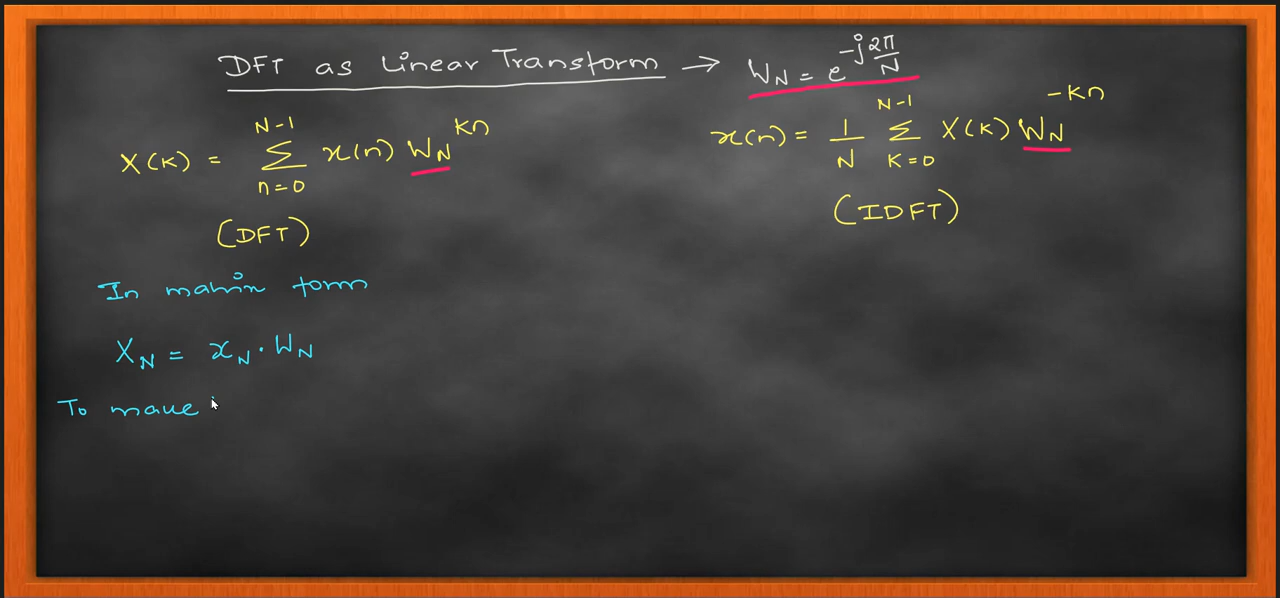 DFT as Linear Transform → W_N = e^{-j2π/N}
X(k) = Σ_{n=0}^{N-1} x(n) W_N^{kn}
x(n) = 1/N Σ_{k=0}^{N-1} X(k) W_N^{-kn}
(DFT)
(IDFT)
In matrix form
X_N = x_N · W_N
To make